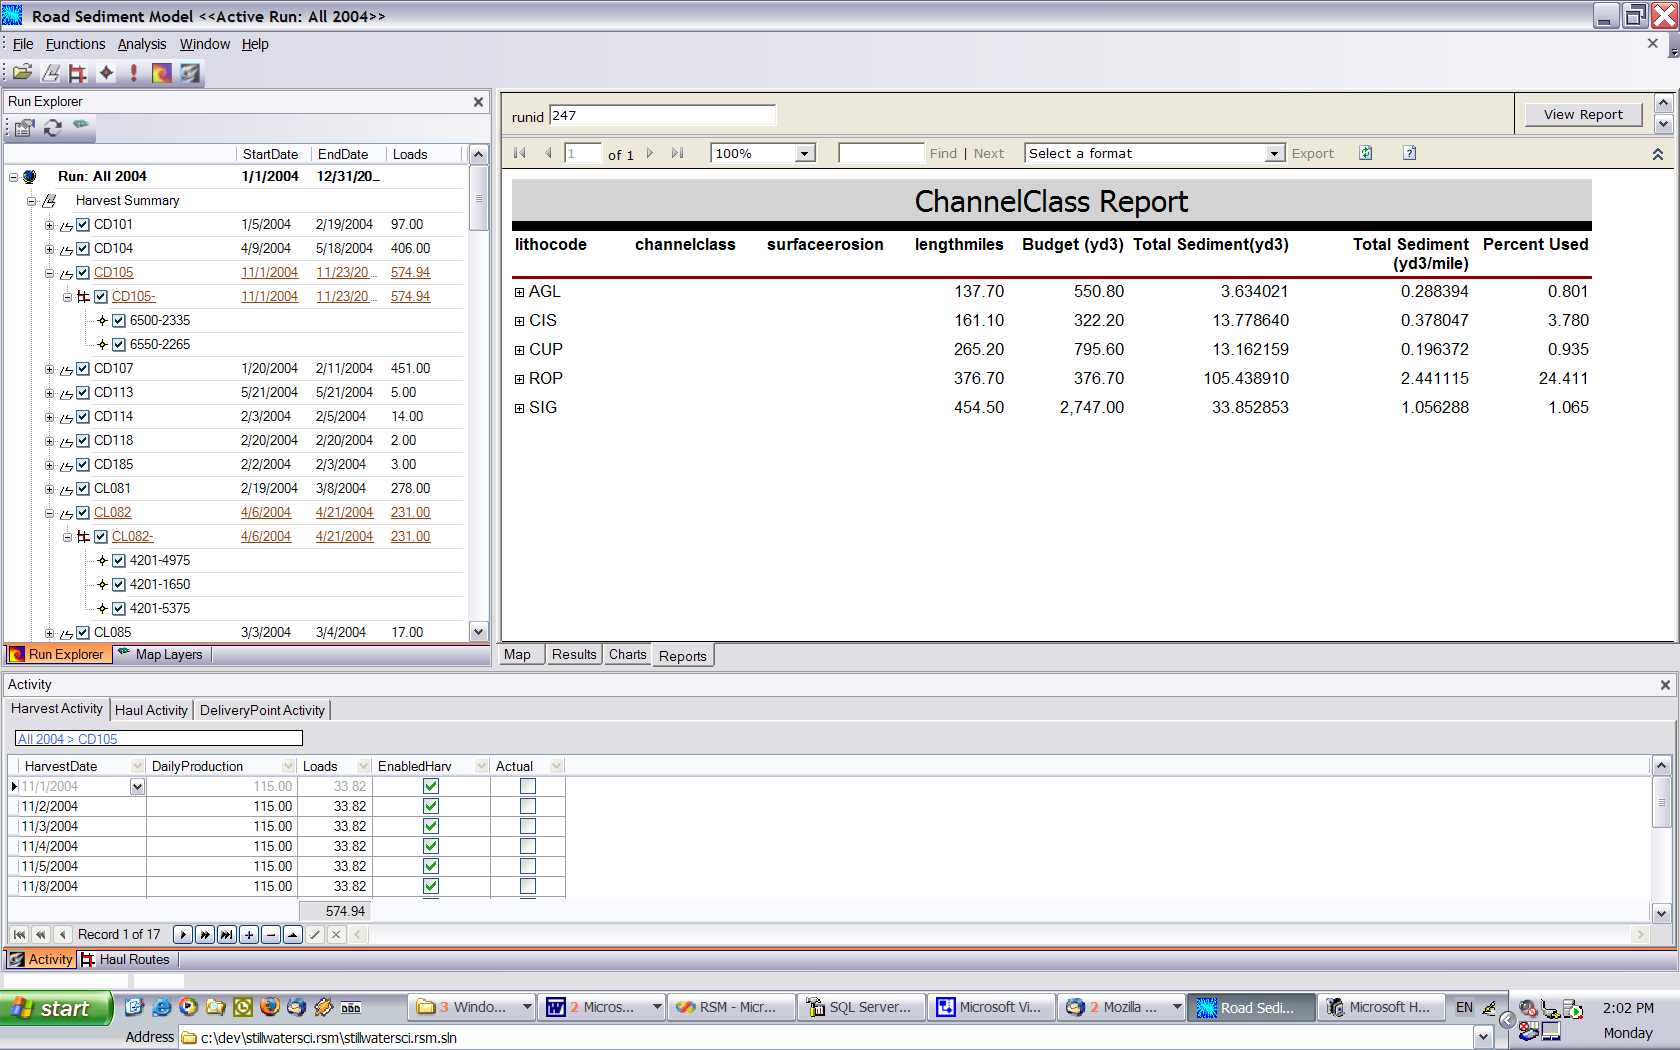 Road Sediment Model <<Active Run: All 2004>>
File Functions Analysis Window Help
Run Explorer
StartDate EndDate Loads
Run: All 2004 1/1/2004 12/31/20...
Harvest Summary
CD101 1/5/2004 2/19/2004 97.00
CD104 4/9/2004 5/18/2004 406.00
CD105 11/1/2004 11/23/20... 574.94
CD105- 11/1/2004 11/23/20... 574.94
6500-2335
6550-2265
CD107 1/20/2004 2/11/2004 451.00
CD113 5/21/2004 5/21/2004 5.00
CD114 2/3/2004 2/5/2004 14.00
CD118 2/20/2004 2/20/2004 2.00
CD185 2/2/2004 2/3/2004 3.00
CL081 2/19/2004 3/8/2004 278.00
CL082 4/6/2004 4/21/2004 231.00
CL082- 4/6/2004 4/21/2004 231.00
4201-4975
4201-1650
4201-5375
CL085 3/3/2004 3/4/2004 17.00
Run Explorer Map Layers
runid 247 View Report
1 of 1 100% Find | Next Select a format Export
ChannelClass Report
lithocode channelclass surfaceerosion lengthmiles Budget (yd3) Total Sediment(yd3) Total Sediment Percent Used
(yd3/mile)
AGL 137.70 550.80 3.634021 0.288394 0.801
CIS 161.10 322.20 13.778640 0.378047 3.780
CUP 265.20 795.60 13.162159 0.196372 0.935
ROP 376.70 376.70 105.438910 2.441115 24.411
SIG 454.50 2,747.00 33.852853 1.056288 1.065
Map Results Charts Reports
Activity
Harvest Activity Haul Activity DeliveryPoint Activity
All 2004 > CD105
HarvestDate DailyProduction Loads EnabledHarv Actual
11/1/2004 115.00 33.82
11/2/2004 115.00 33.82
11/3/2004 115.00 33.82
11/4/2004 115.00 33.82
11/5/2004 115.00 33.82
11/8/2004 115.00 33.82
574.94
Record 1 of 17
Activity Haul Routes
start 3 Windo... 2 Micros... RSM - Micr... SQL Server... Microsoft Vi... 2 Mozilla ... Road Sedi... Microsoft H... EN 2:02 PM
Address c:\dev\stillwatersci.rsm\stillwatersci.rsm.sln Monday